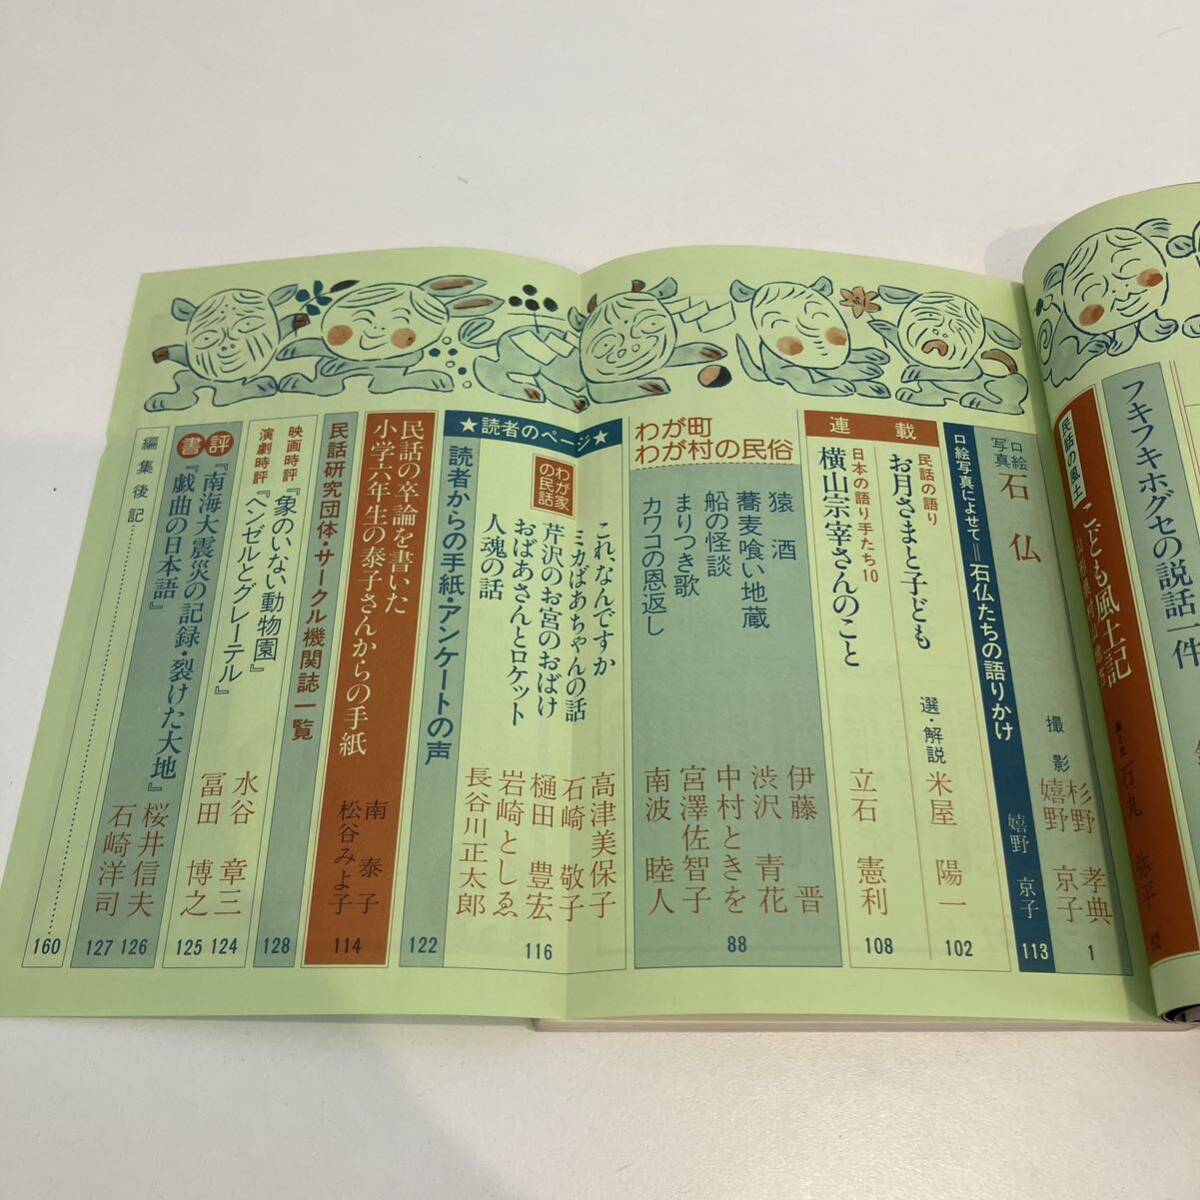 フキフキホグセの説話一件
民話の風土
こども風土記
石丸 弥平
92
口絵
写真
石仏
撮影
杉野 孝典
嬉野 京子
1
口絵写真によせて=石仏たちの語りかけ
嬉野 京子
113
連載
民話の語り
お月さまと子ども
選・解説
米屋 陽一
102
日本の語り手たち10
横山宗宰さんのこと
立石 憲利
108
わが町
わが村の民俗
猿酒
伊藤 晋
蕎麦喰い地蔵
渋沢 青花
船の怪談
中村ときを
まりつき歌
宮澤佐智子
カワコの恩返し
南波 睦人
88
★読者のページ★
わが家
の民話
これ、なんですか
高津美保子
ミカばあちゃんの話
石崎 敬子
芹沢のお宮のおばけ
樋田 豊宏
おばあさんとロケット
岩崎としゑ
人魂の話
長谷川正太郎
116
読者からの手紙・アンケートの声
122
民話の卒論を書いた
小学六年生の泰子さんからの手紙
南 泰子
松谷みよ子
114
民話研究団体・サークル機関誌一覧
128
映画時評
『象のいない動物園』
水谷 章三
124
演劇時評
『ヘンゼルとグレーテル』
冨田 博之
125
書評
『南海大震災の記録・裂けた大地』
桜井信夫
126
『戯曲の日本語』
石崎洋司
127
編集後記
160